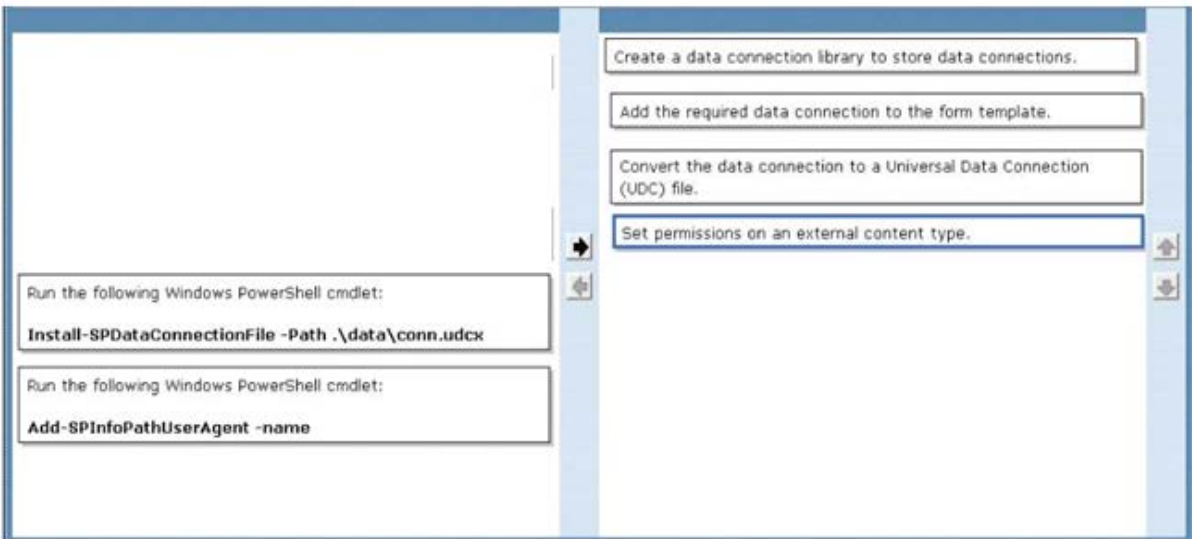 Create a data connection library to store data connections.
Add the required data connection to the form template.
Convert the data connection to a Universal Data Connection
(UDC) file.
Set permissions on an external content type.
Run the following Windows PowerShell cmdlet:
Install-SPDataConnectionFile -Path .\data\conn.udcx
Run the following Windows PowerShell cmdlet:
Add-SPInfoPathUserAgent -name